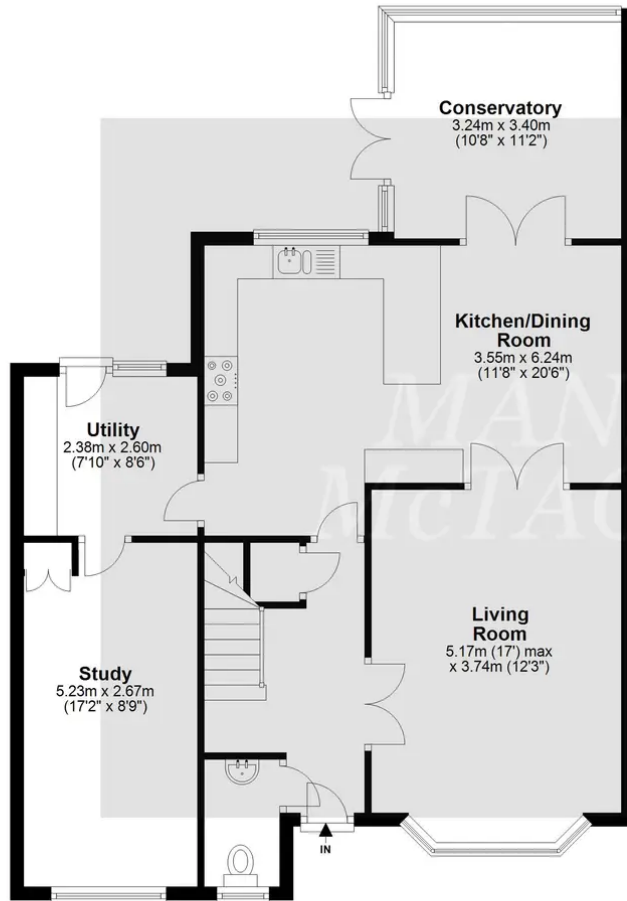 Conservatory
3.24m x 3.40m
(10'8" x 11'2")
Kitchen/Dining
Room
3.55m x 6.24m
(11'8" x 20'6")
Utility
2.38m x 2.60m
(7'10" x 8'6")
Living
Room
5.17m (17') max
x 3.74m (12'3")
Study
5.23m x 2.67m
(17'2" x 8'9")
IN
MAN
McTAC